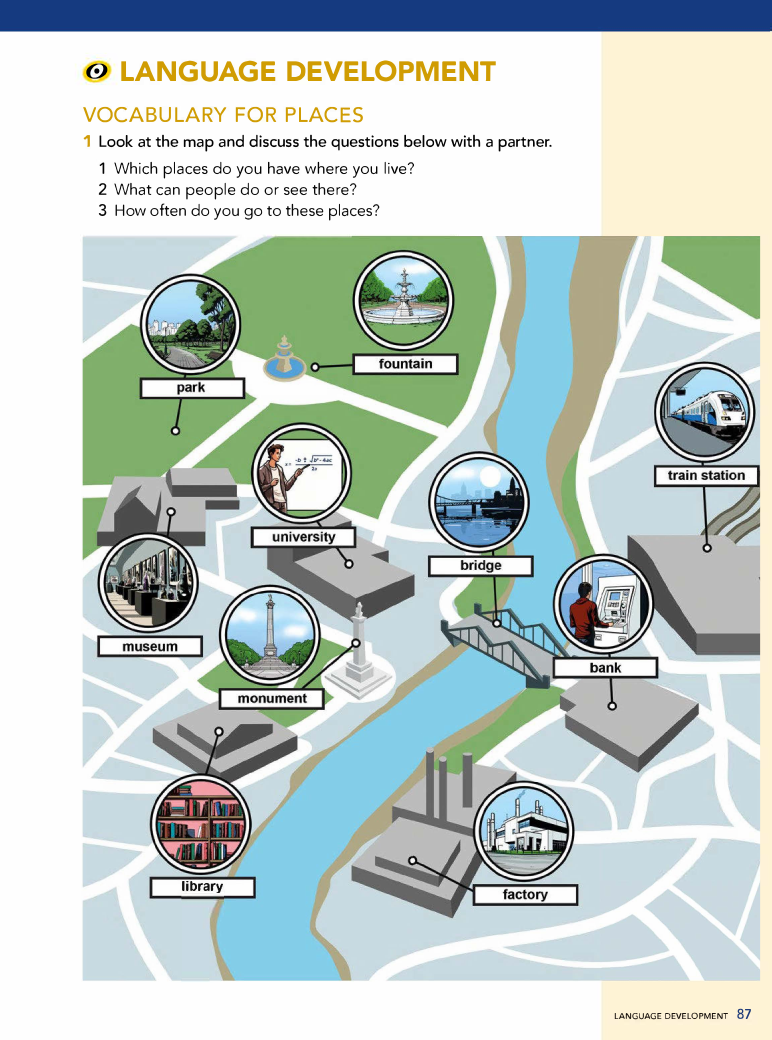 LANGUAGE DEVELOPMENT
VOCABULARY FOR PLACES
1 Look at the map and discuss the questions below with a partner.
1 Which places do you have where you live?
2 What can people do or see there?
3 How often do you go to these places?
fountain
park
train station
university
bridge
museum
bank
monument
library
factory
LANGUAGE DEVELOPMENT 87